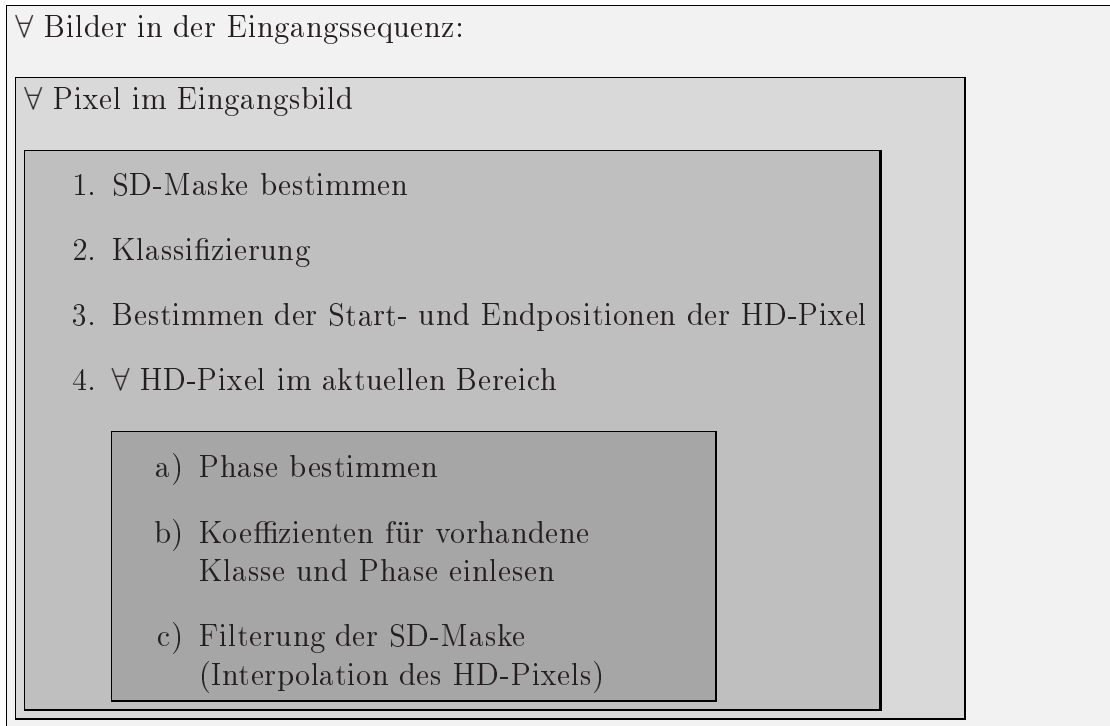 ∀ Bilder in der Eingangssequenz:
∀ Pixel im Eingangsbild
1. SD-Maske bestimmen
2. Klassifizierung
3. Bestimmen der Start- und Endpositionen der HD-Pixel
4. ∀ HD-Pixel im aktuellen Bereich
a) Phase bestimmen
b) Koeffizienten für vorhandene
Klasse und Phase einlesen
c) Filterung der SD-Maske
(Interpolation des HD-Pixels)